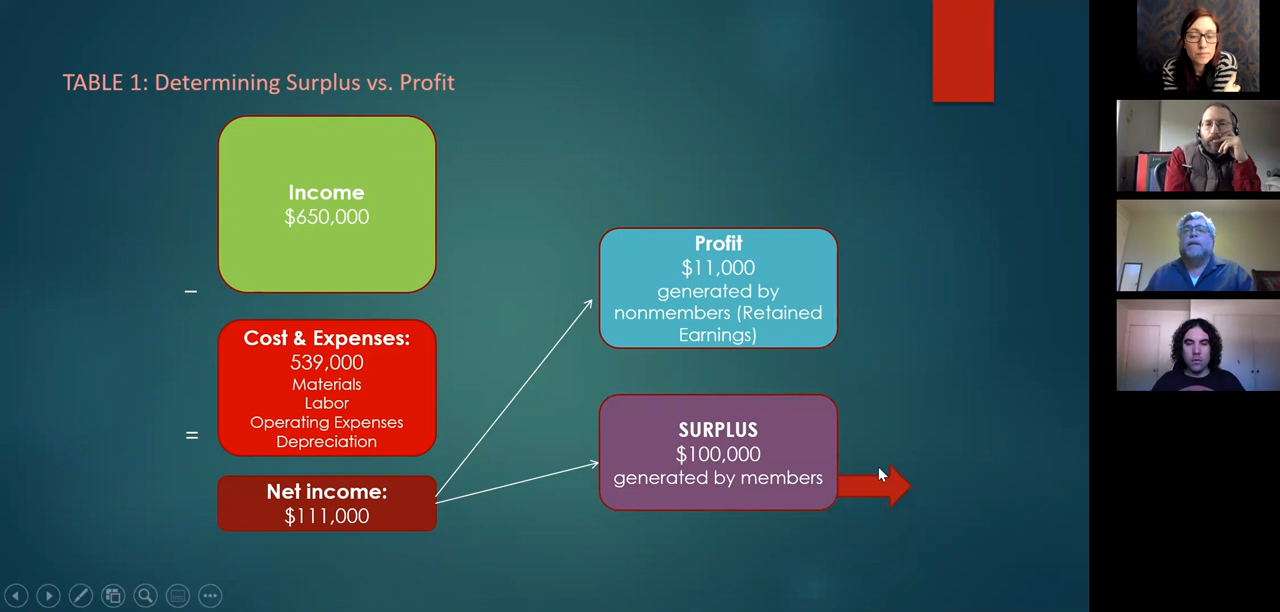 TABLE 1: Determining Surplus vs. Profit
Income
$650,000
–
Cost & Expenses:
539,000
Materials
Labor
Operating Expenses
Depreciation
=
Net income:
$111,000
Profit
$11,000
generated by
nonmembers (Retained
Earnings)
SURPLUS
$100,000
generated by members